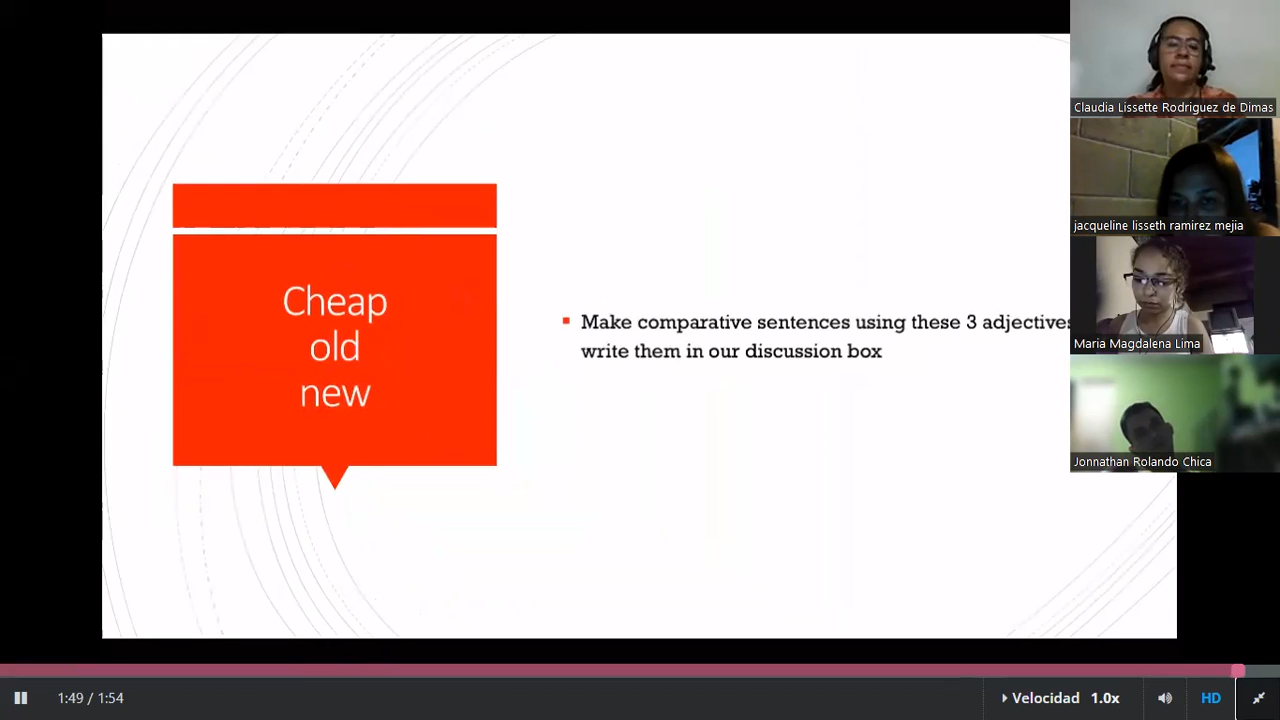 Claudia Lissette Rodriguez de Dimas
jacqueline lisseth ramirez mejia
Maria Magdalena Lima
Jonnathan Rolando Chica
Cheap
old
new
Make comparative sentences using these 3 adjectives
write them in our discussion box
1:49 / 1:54
Velocidad 1.0x
HD